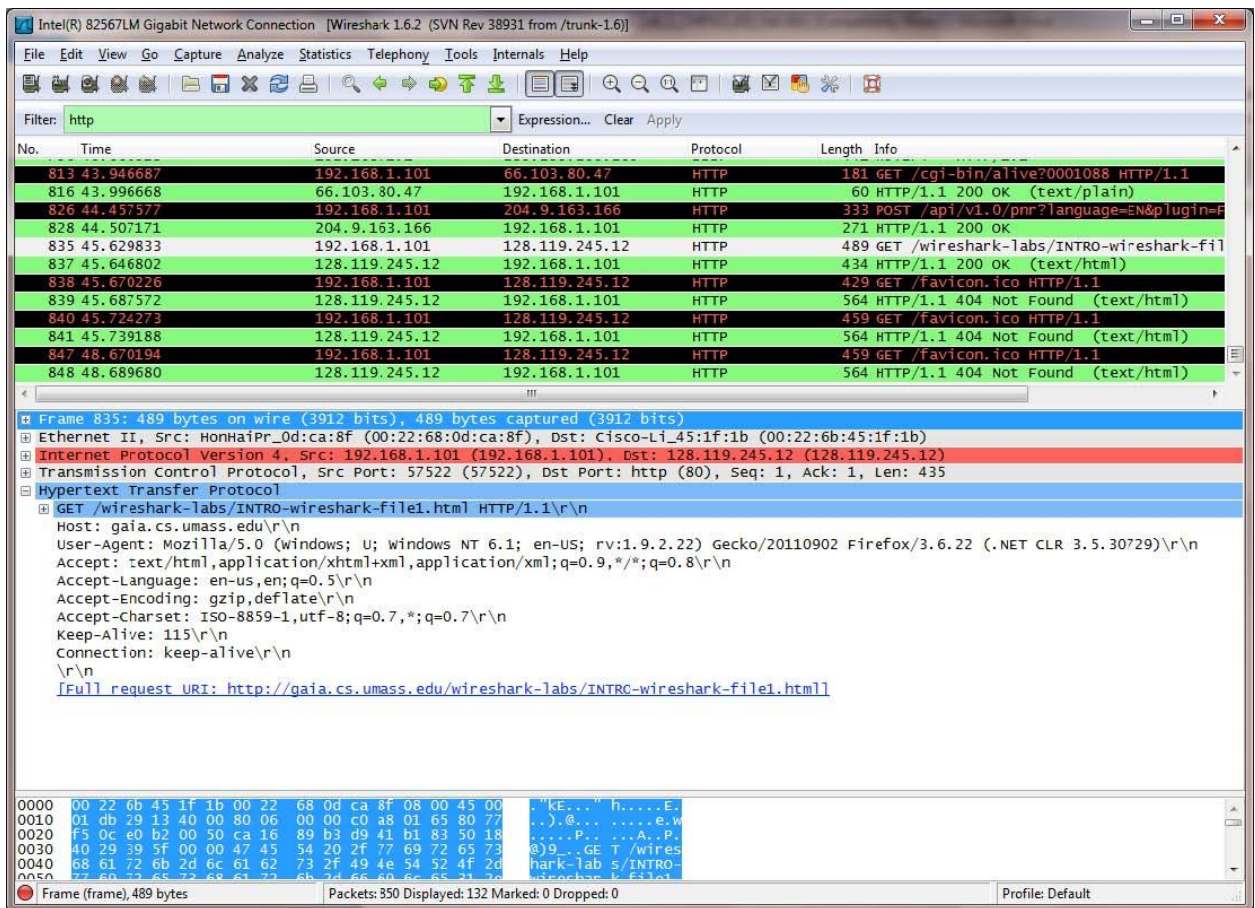 Intel(R) 82567LM Gigabit Network Connection [Wireshark 1.6.2 (SVN Rev 38931 from /trunk-1.6)]
File Edit View Go Capture Analyze Statistics Telephony Tools Internals Help
Filter: http Expression... Clear Apply
No. Time Source Destination Protocol Length Info
813 43.946687 192.168.1.101 66.103.80.47 HTTP 181 GET /cgi-bin/alive?0001088 HTTP/1.1
816 43.996668 66.103.80.47 192.168.1.101 HTTP 60 HTTP/1.1 200 OK (text/plain)
826 44.457577 192.168.1.101 204.9.163.166 HTTP 333 POST /api/v1.0/pnr?language=EN&plugin=F
828 44.507171 204.9.163.166 192.168.1.101 HTTP 271 HTTP/1.1 200 OK
835 45.629833 192.168.1.101 128.119.245.12 HTTP 489 GET /wireshark-labs/INTRO-wireshark-fil
837 45.646802 128.119.245.12 192.168.1.101 HTTP 434 HTTP/1.1 200 OK (text/html)
838 45.670226 192.168.1.101 128.119.245.12 HTTP 429 GET /favicon.ico HTTP/1.1
839 45.687572 128.119.245.12 192.168.1.101 HTTP 564 HTTP/1.1 404 Not Found (text/html)
840 45.724273 192.168.1.101 128.119.245.12 HTTP 459 GET /favicon.ico HTTP/1.1
841 45.739188 128.119.245.12 192.168.1.101 HTTP 564 HTTP/1.1 404 Not Found (text/html)
847 48.670194 192.168.1.101 128.119.245.12 HTTP 459 GET /favicon.ico HTTP/1.1
848 48.689680 128.119.245.12 192.168.1.101 HTTP 564 HTTP/1.1 404 Not Found (text/html)
Frame 835: 489 bytes on wire (3912 bits), 489 bytes captured (3912 bits)
Ethernet II, Src: HonHaiPr_0d:ca:8f (00:22:68:0d:ca:8f), Dst: Cisco-Li_45:1f:1b (00:22:6b:45:1f:1b)
Internet Protocol Version 4, Src: 192.168.1.101 (192.168.1.101), Dst: 128.119.245.12 (128.119.245.12)
Transmission Control Protocol, Src Port: 57522 (57522), Dst Port: http (80), Seq: 1, Ack: 1, Len: 435
Hypertext Transfer Protocol
GET /wireshark-labs/INTRO-wireshark-file1.html HTTP/1.1\r\n
Host: gaia.cs.umass.edu\r\n
User-Agent: Mozilla/5.0 (Windows; U; Windows NT 6.1; en-US; rv:1.9.2.22) Gecko/20110902 Firefox/3.6.22 (.NET CLR 3.5.30729)\r\n
Accept: text/html,application/xhtml+xml,application/xml;q=0.9,*/*;q=0.8\r\n
Accept-Language: en-us,en;q=0.5\r\n
Accept-Encoding: gzip,deflate\r\n
Accept-Charset: ISO-8859-1,utf-8;q=0.7,*;q=0.7\r\n
Keep-Alive: 115\r\n
Connection: keep-alive\r\n
\r\n
[Full request URI: http://gaia.cs.umass.edu/wireshark-labs/INTRO-wireshark-file1.html]
0000 00 22 6b 45 1f 1b 00 22 68 0d ca 8f 08 00 45 00 ."kE..." h.....E.
0010 01 db 29 13 40 00 80 06 00 00 c0 a8 01 65 80 77 ..).@... .....e.w
0020 f5 0c e0 b2 00 50 ca 16 89 b3 d9 41 b1 83 50 18 .....P.. ...A..P.
0030 40 29 39 5f 00 00 47 45 54 20 2f 77 69 72 65 73 @)9_..GE T /wires
0040 68 61 72 6b 2d 6c 61 62 73 2f 49 4e 54 52 4f 2d hark-lab s/INTRO-
0050 77 69 72 65 73 68 61 72 6b 2d 66 69 6c 65 31 2e wireshar k-file1.
Frame (frame), 489 bytes Packets: 850 Displayed: 132 Marked: 0 Dropped: 0 Profile: Default